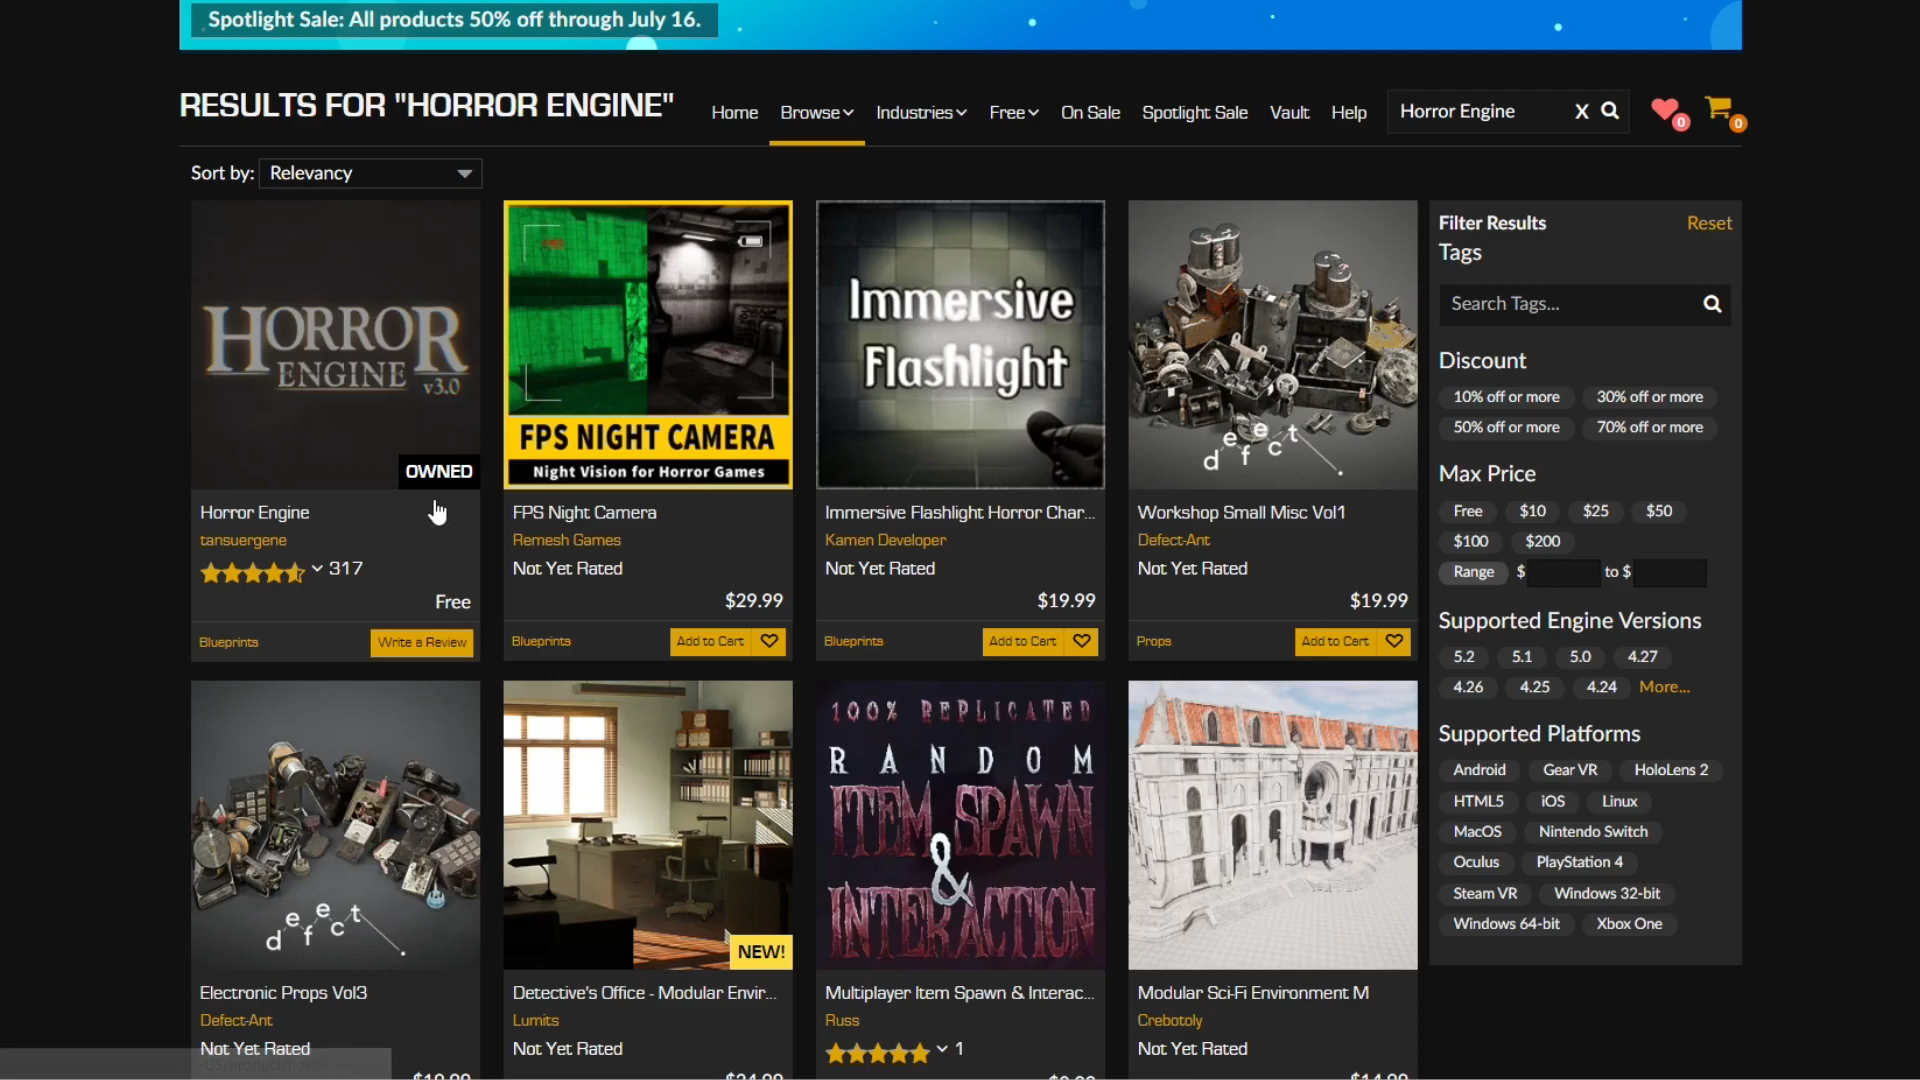 Spotlight Sale: All products 50% off through July 16.
RESULTS FOR "HORROR ENGINE"
Home
Browse
Industries
Free
On Sale
Spotlight Sale
Vault
Help
Horror Engine
X
0
0
Sort by:
Relevancy
HORROR
ENGINE v3.0
OWNED
Horror Engine
tansuergene
317
Free
Blueprints
Write a Review
FPS NIGHT CAMERA
Night Vision for Horror Games
FPS Night Camera
Remesh Games
Not Yet Rated
$29.99
Blueprints
Add to Cart
Immersive
Flashlight
Immersive Flashlight Horror Char...
Kamen Developer
Not Yet Rated
$19.99
Blueprints
Add to Cart
defect
Workshop Small Misc Vol1
Defect-Ant
Not Yet Rated
$19.99
Props
Add to Cart
defect
Electronic Props Vol3
Defect-Ant
Not Yet Rated
NEW!
Detective's Office - Modular Envir...
Lumits
Not Yet Rated
100% REPLICATED
RANDOM
ITEM SPAWN
&
INTERACTION
Multiplayer Item Spawn & Interac...
Russ
1
Modular Sci-Fi Environment M
Crebotoly
Not Yet Rated
Filter Results
Reset
Tags
Search Tags...
Discount
10% off or more
30% off or more
50% off or more
70% off or more
Max Price
Free
$10
$25
$50
$100
$200
Range
$
to $
Supported Engine Versions
5.2
5.1
5.0
4.27
4.26
4.25
4.24
More...
Supported Platforms
Android
Gear VR
HoloLens 2
HTML5
iOS
Linux
MacOS
Nintendo Switch
Oculus
PlayStation 4
Steam VR
Windows 32-bit
Windows 64-bit
Xbox One